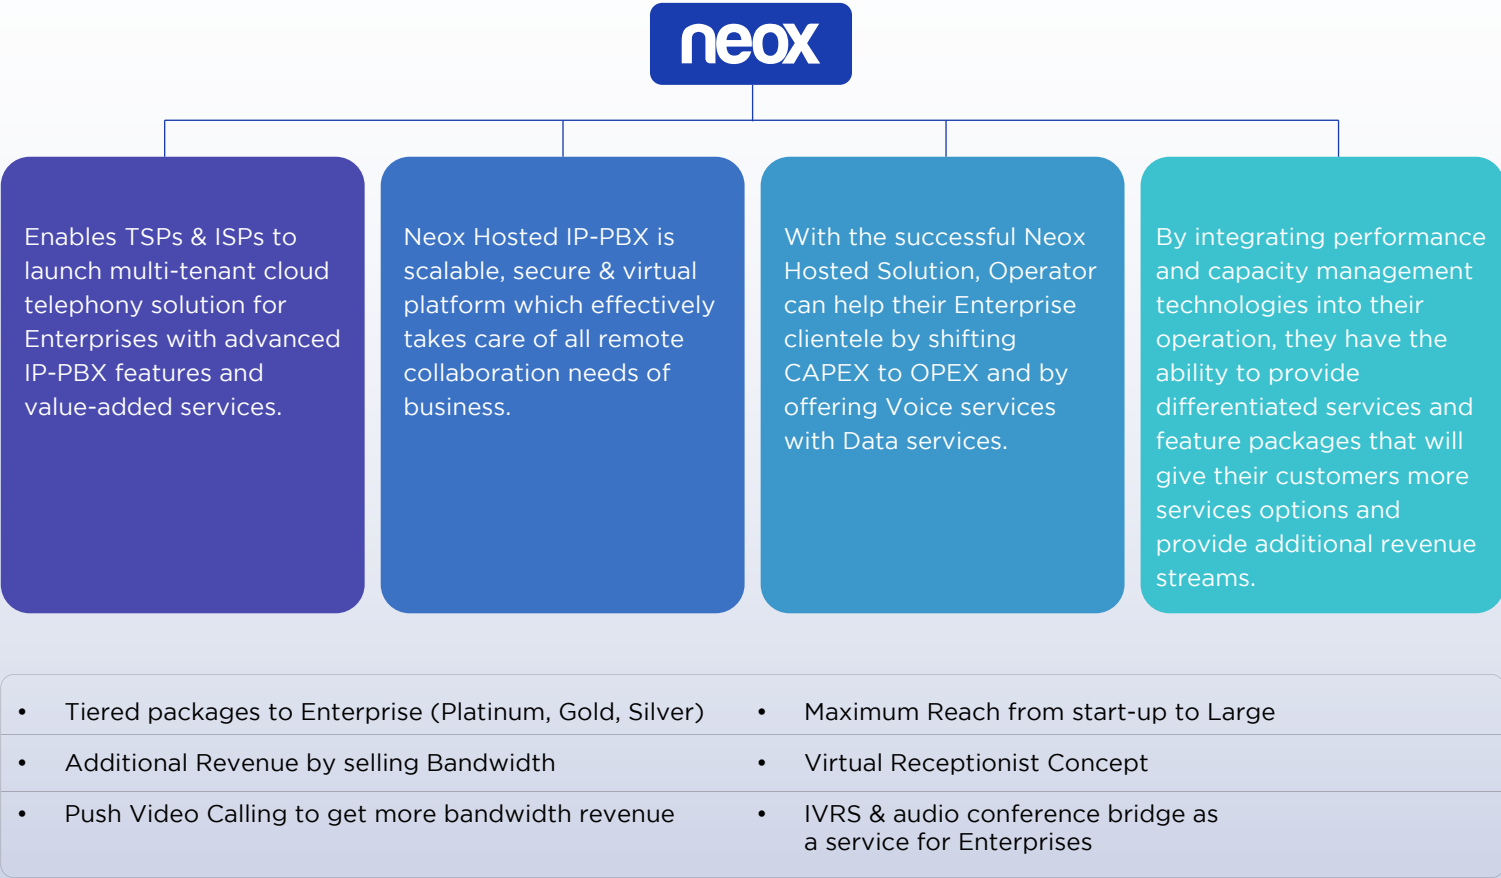 neox
Enables TSPs & ISPs to
launch multi-tenant cloud
telephony solution for
Enterprises with advanced
IP-PBX features and
value-added services.
Neox Hosted IP-PBX is
scalable, secure & virtual
platform which effectively
takes care of all remote
collaboration needs of
business.
With the successful Neox
Hosted Solution, Operator
can help their Enterprise
clientele by shifting
CAPEX to OPEX and by
offering Voice services
with Data services.
By integrating performance
and capacity management
technologies into their
operation, they have the
ability to provide
differentiated services and
feature packages that will
give their customers more
services options and
provide additional revenue
streams.
• Tiered packages to Enterprise (Platinum, Gold, Silver)
• Additional Revenue by selling Bandwidth
• Push Video Calling to get more bandwidth revenue
• Maximum Reach from start-up to Large
• Virtual Receptionist Concept
• IVRS & audio conference bridge as
a service for Enterprises